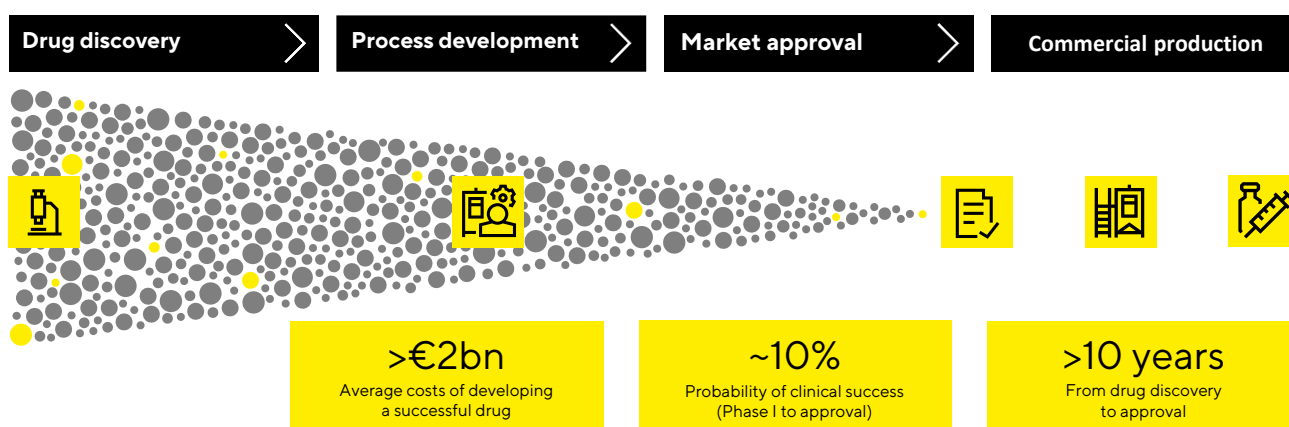 Drug discovery
Process development
Market approval
Commercial production
>€2bn
Average costs of developing
a successful drug
~10%
Probability of clinical success
(Phase I to approval)
>10 years
From drug discovery
to approval